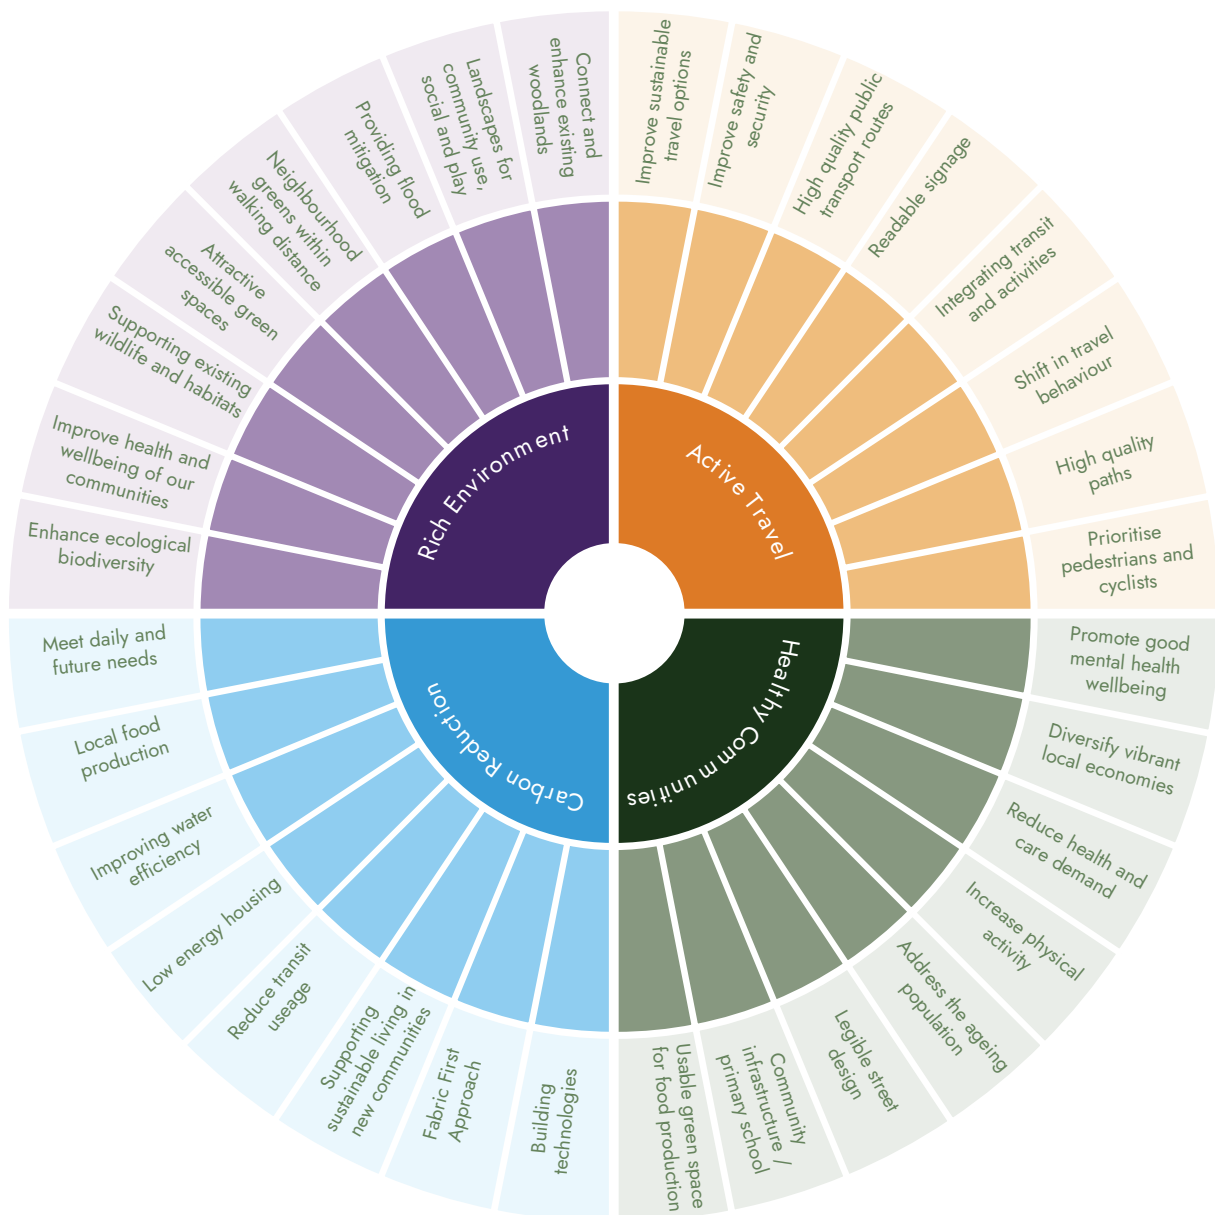 Rich Environment
Active Travel
Healthy Communities
Carbon Reduction
Improve sustainable
travel options
Improve safety and
security
High quality public
transport routes
Readable signage
Integrating transit
and activities
Shift in travel
behaviour
High quality
paths
Prioritise
pedestrians and
cyclists
Promote good
mental health
wellbeing
Diversify vibrant
local economies
Reduce health and
care demand
Increase physical
activity
Address the ageing
population
Legible street
design
Community
infrastructure /
primary school
Usable green space
for food production
Building
technologies
Fabric First
Approach
Supporting
sustainable living in
new communities
Reduce transit
useage
Low energy housing
Improving water
efficiency
Local food
production
Meet daily and
future needs
Enhance ecological
biodiversity
Improve health and
wellbeing of our
communities
Supporting existing
wildlife and habitats
Attractive
accessible green
spaces
Neighbourhood
greens within
walking distance
Providing flood
mitigation
Landscapes for
community use,
social and play
Connect and
enhance existing
woodlands